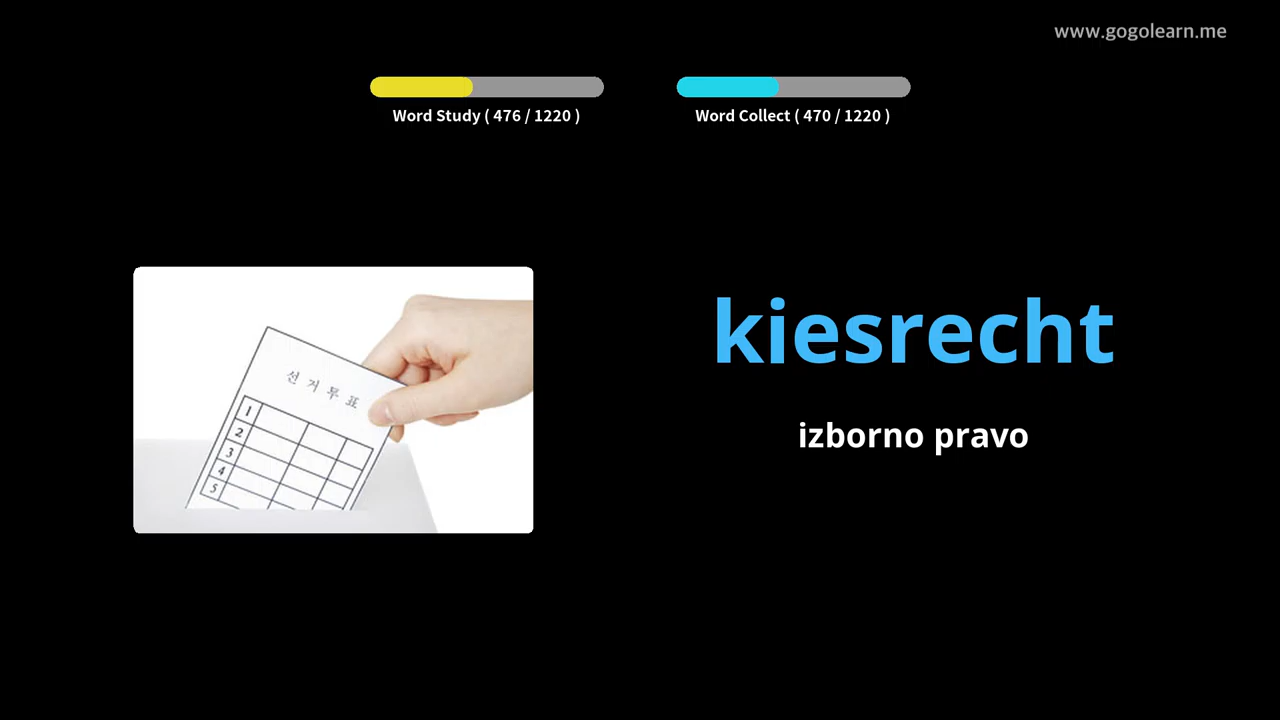 www.gogolearn.me
Word Study ( 476 / 1220 )
Word Collect ( 470 / 1220 )
선거투표
1
2
3
4
5
kiesrecht
izborno pravo